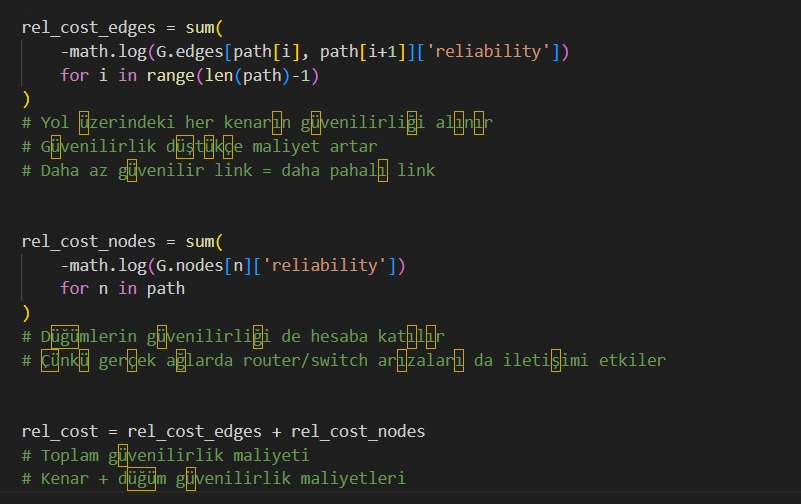 rel_cost_edges = sum(
-math.log(G.edges[path[i], path[i+1]]['reliability'])
for i in range(len(path)-1)
)
# Yol üzerindeki her kenarın güvenilirliği alınır
# Güvenilirlik düştükçe maliyet artar
# Daha az güvenilir link = daha pahalı link
rel_cost_nodes = sum(
-math.log(G.nodes[n]['reliability'])
for n in path
)
# Düğümlerin güvenilirliği de hesaba katılır
# Çünkü gerçek ağlarda router/switch arızaları da iletişimi etkiler
rel_cost = rel_cost_edges + rel_cost_nodes
# Toplam güvenilirlik maliyeti
# Kenar + düğüm güvenilirlik maliyetleri